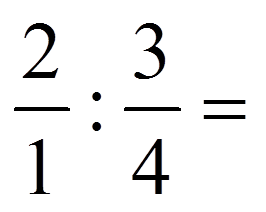 2/1 : 3/4 =